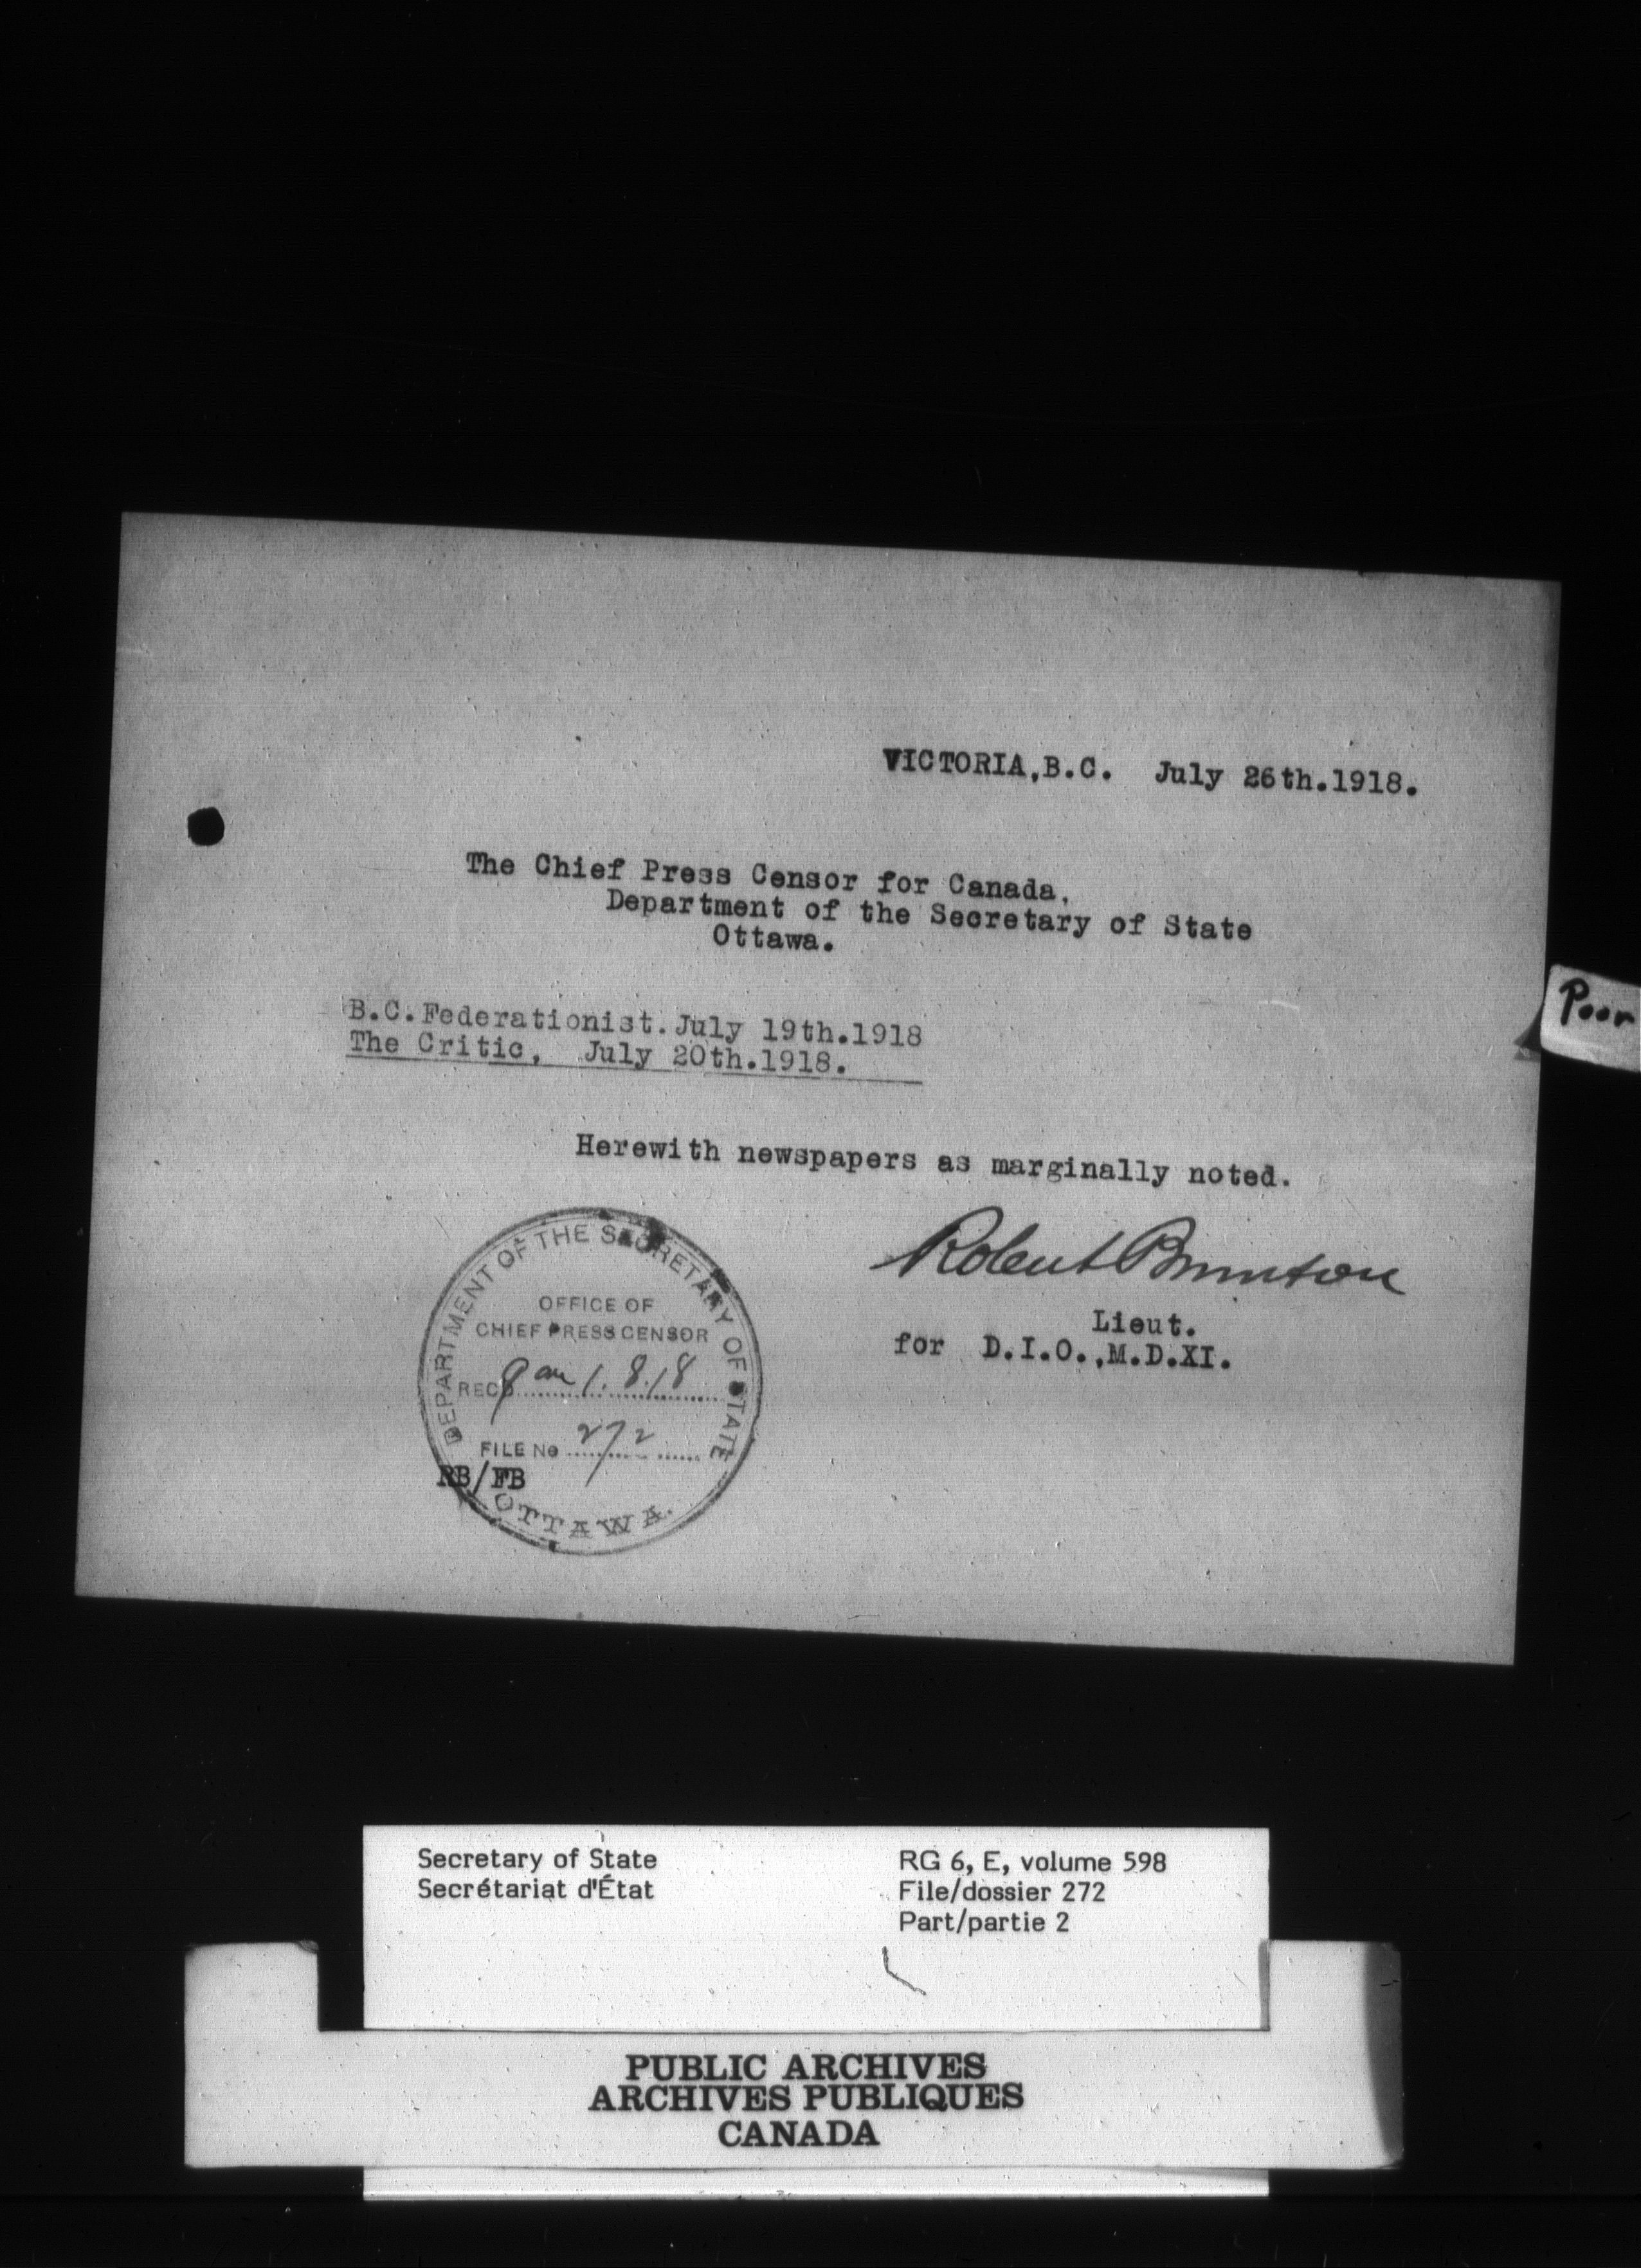 VICTORIA,B.C. July 26th.1918.
The Chief Press Censor for Canada,
Department of the Secretary of State
Ottawa.
B.C.Federationist.July 19th.1918
The Critic, July 20th.1918.
Herewith newspapers as marginally noted.
Robert Brunton
Lieut.
for D.I.O.,M.D.XI.
DEPARTMENT OF THE SECRETARY OF STATE
OFFICE OF
CHIEF PRESS CENSOR
REC'D 9 am 1.8.18
FILE No 272
OTTAWA.
RB/FB
Poor
Secretary of State
Secrétariat d'État
RG 6, E, volume 598
File/dossier 272
Part/partie 2
PUBLIC ARCHIVES
ARCHIVES PUBLIQUES
CANADA